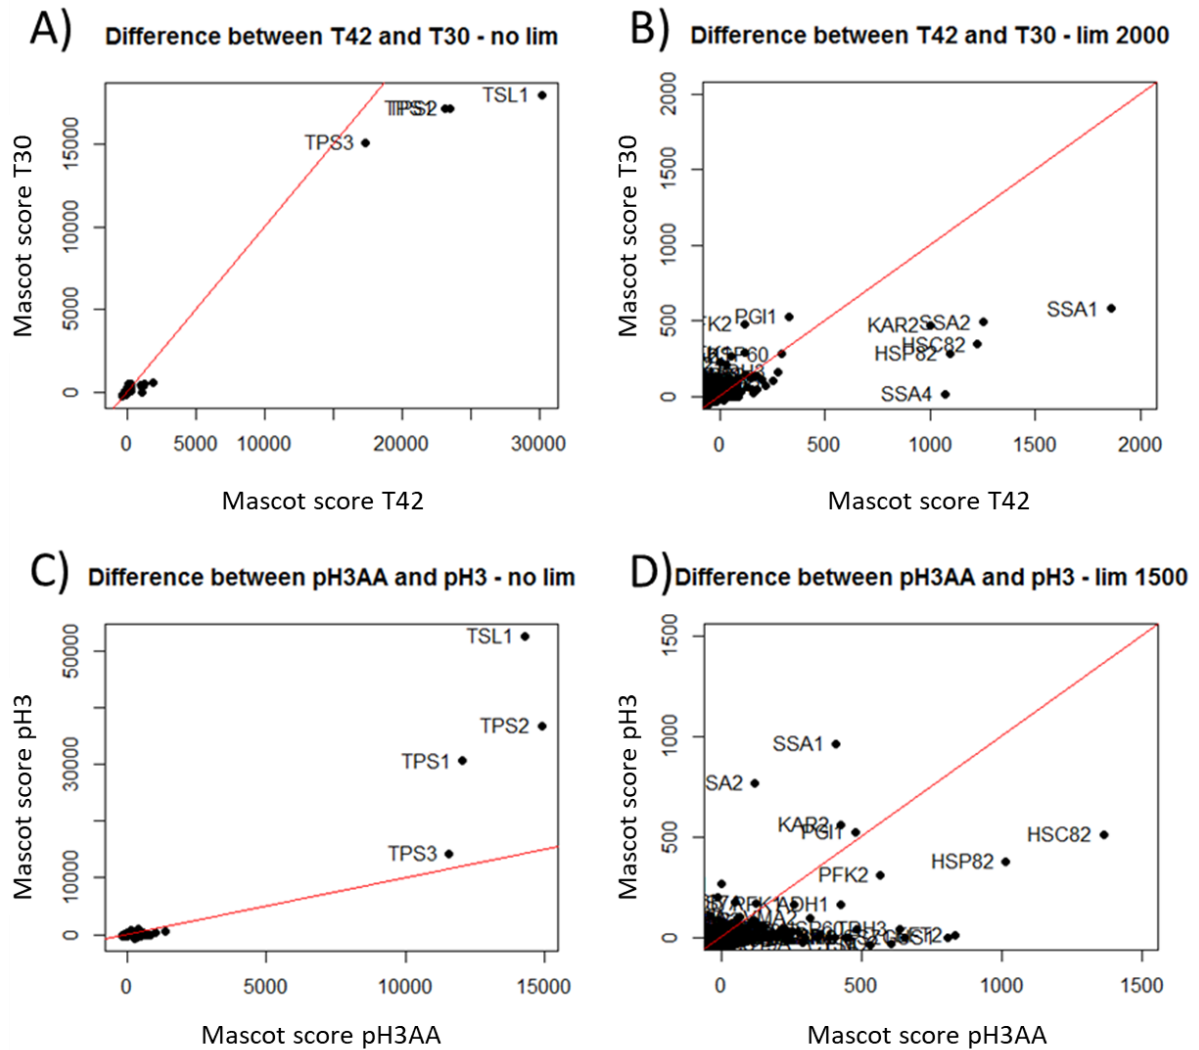 A) Difference between T42 and T30 - no lim
Mascot score T30
15000
10000
5000
0
TSL1
TPS2
TPS3
0 5000 10000 20000 30000
Mascot score T42
B) Difference between T42 and T30 - lim 2000
Mascot score T30
2000
1500
1000
500
0
SSA1
PGI1
KAR2
SSA2
HSC82
HSP82
SSA4
0 500 1000 1500 2000
Mascot score T42
C) Difference between pH3AA and pH3 - no lim
Mascot score pH3
50000
30000
10000
0
TSL1
TPS2
TPS1
TPS3
0 5000 10000 15000
Mascot score pH3AA
D) Difference between pH3AA and pH3 - lim 1500
Mascot score pH3
1500
1000
500
0
SSA1
SA2
KAR2
PGI1
HSC82
HSP82
PFK2
ADH1
0 500 1000 1500
Mascot score pH3AA